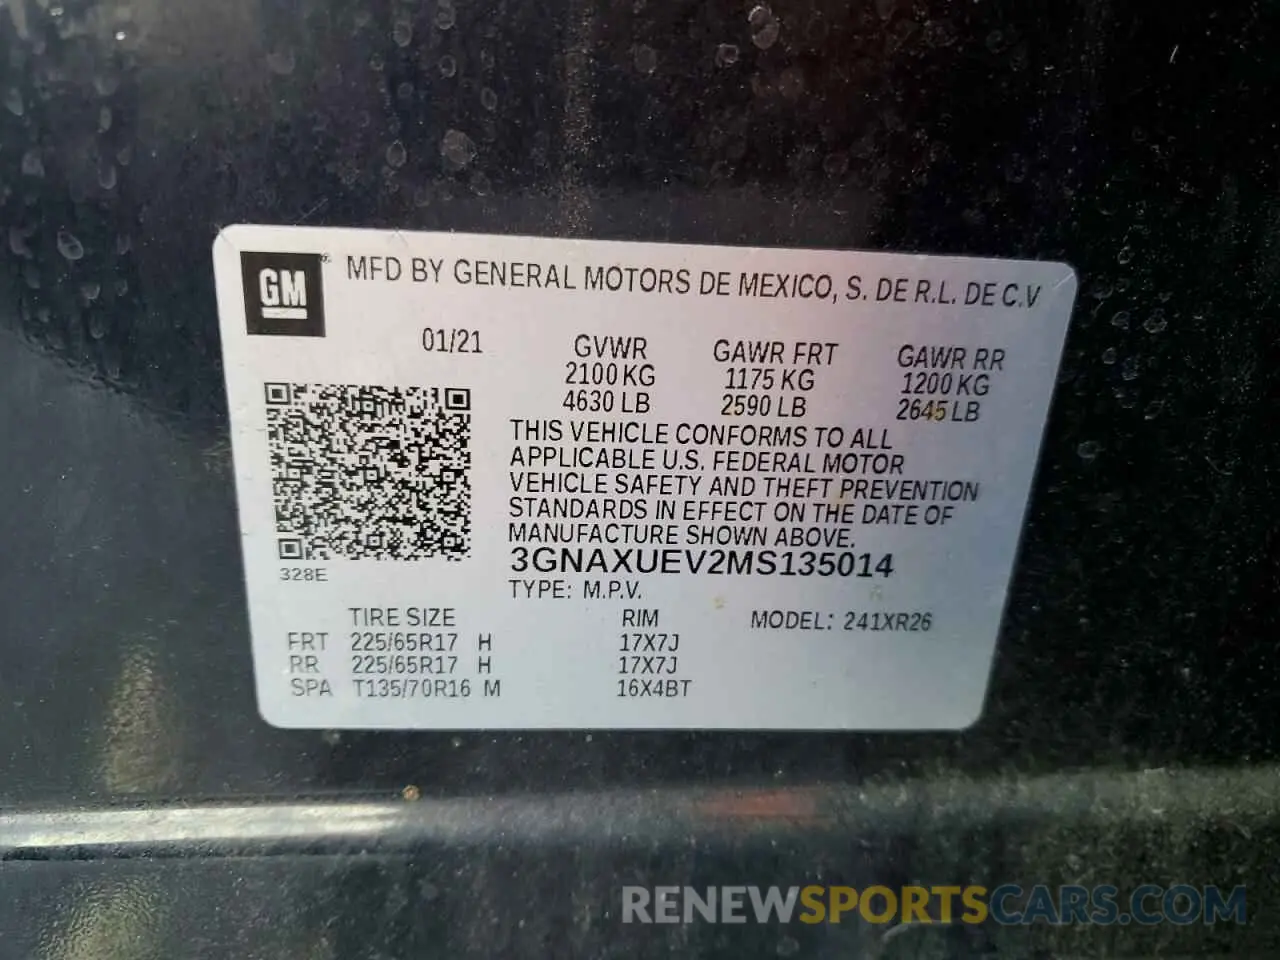 GM® MFD BY GENERAL MOTORS DE MEXICO, S. DE R.L. DE C.V
01/21
GVWR GAWR FRT GAWR RR
2100 KG 1175 KG 1200 KG
4630 LB 2590 LB 2645 LB
THIS VEHICLE CONFORMS TO ALL
APPLICABLE U.S. FEDERAL MOTOR
VEHICLE SAFETY AND THEFT PREVENTION
STANDARDS IN EFFECT ON THE DATE OF
MANUFACTURE SHOWN ABOVE.
3GNAXUEV2MS135014
328E
TYPE: M.P.V.
TIRE SIZE RIM MODEL: 241XR26
FRT 225/65R17 H 17X7J
RR 225/65R17 H 17X7J
SPA T135/70R16 M 16X4BT
RENEWSPORTSCARS.COM